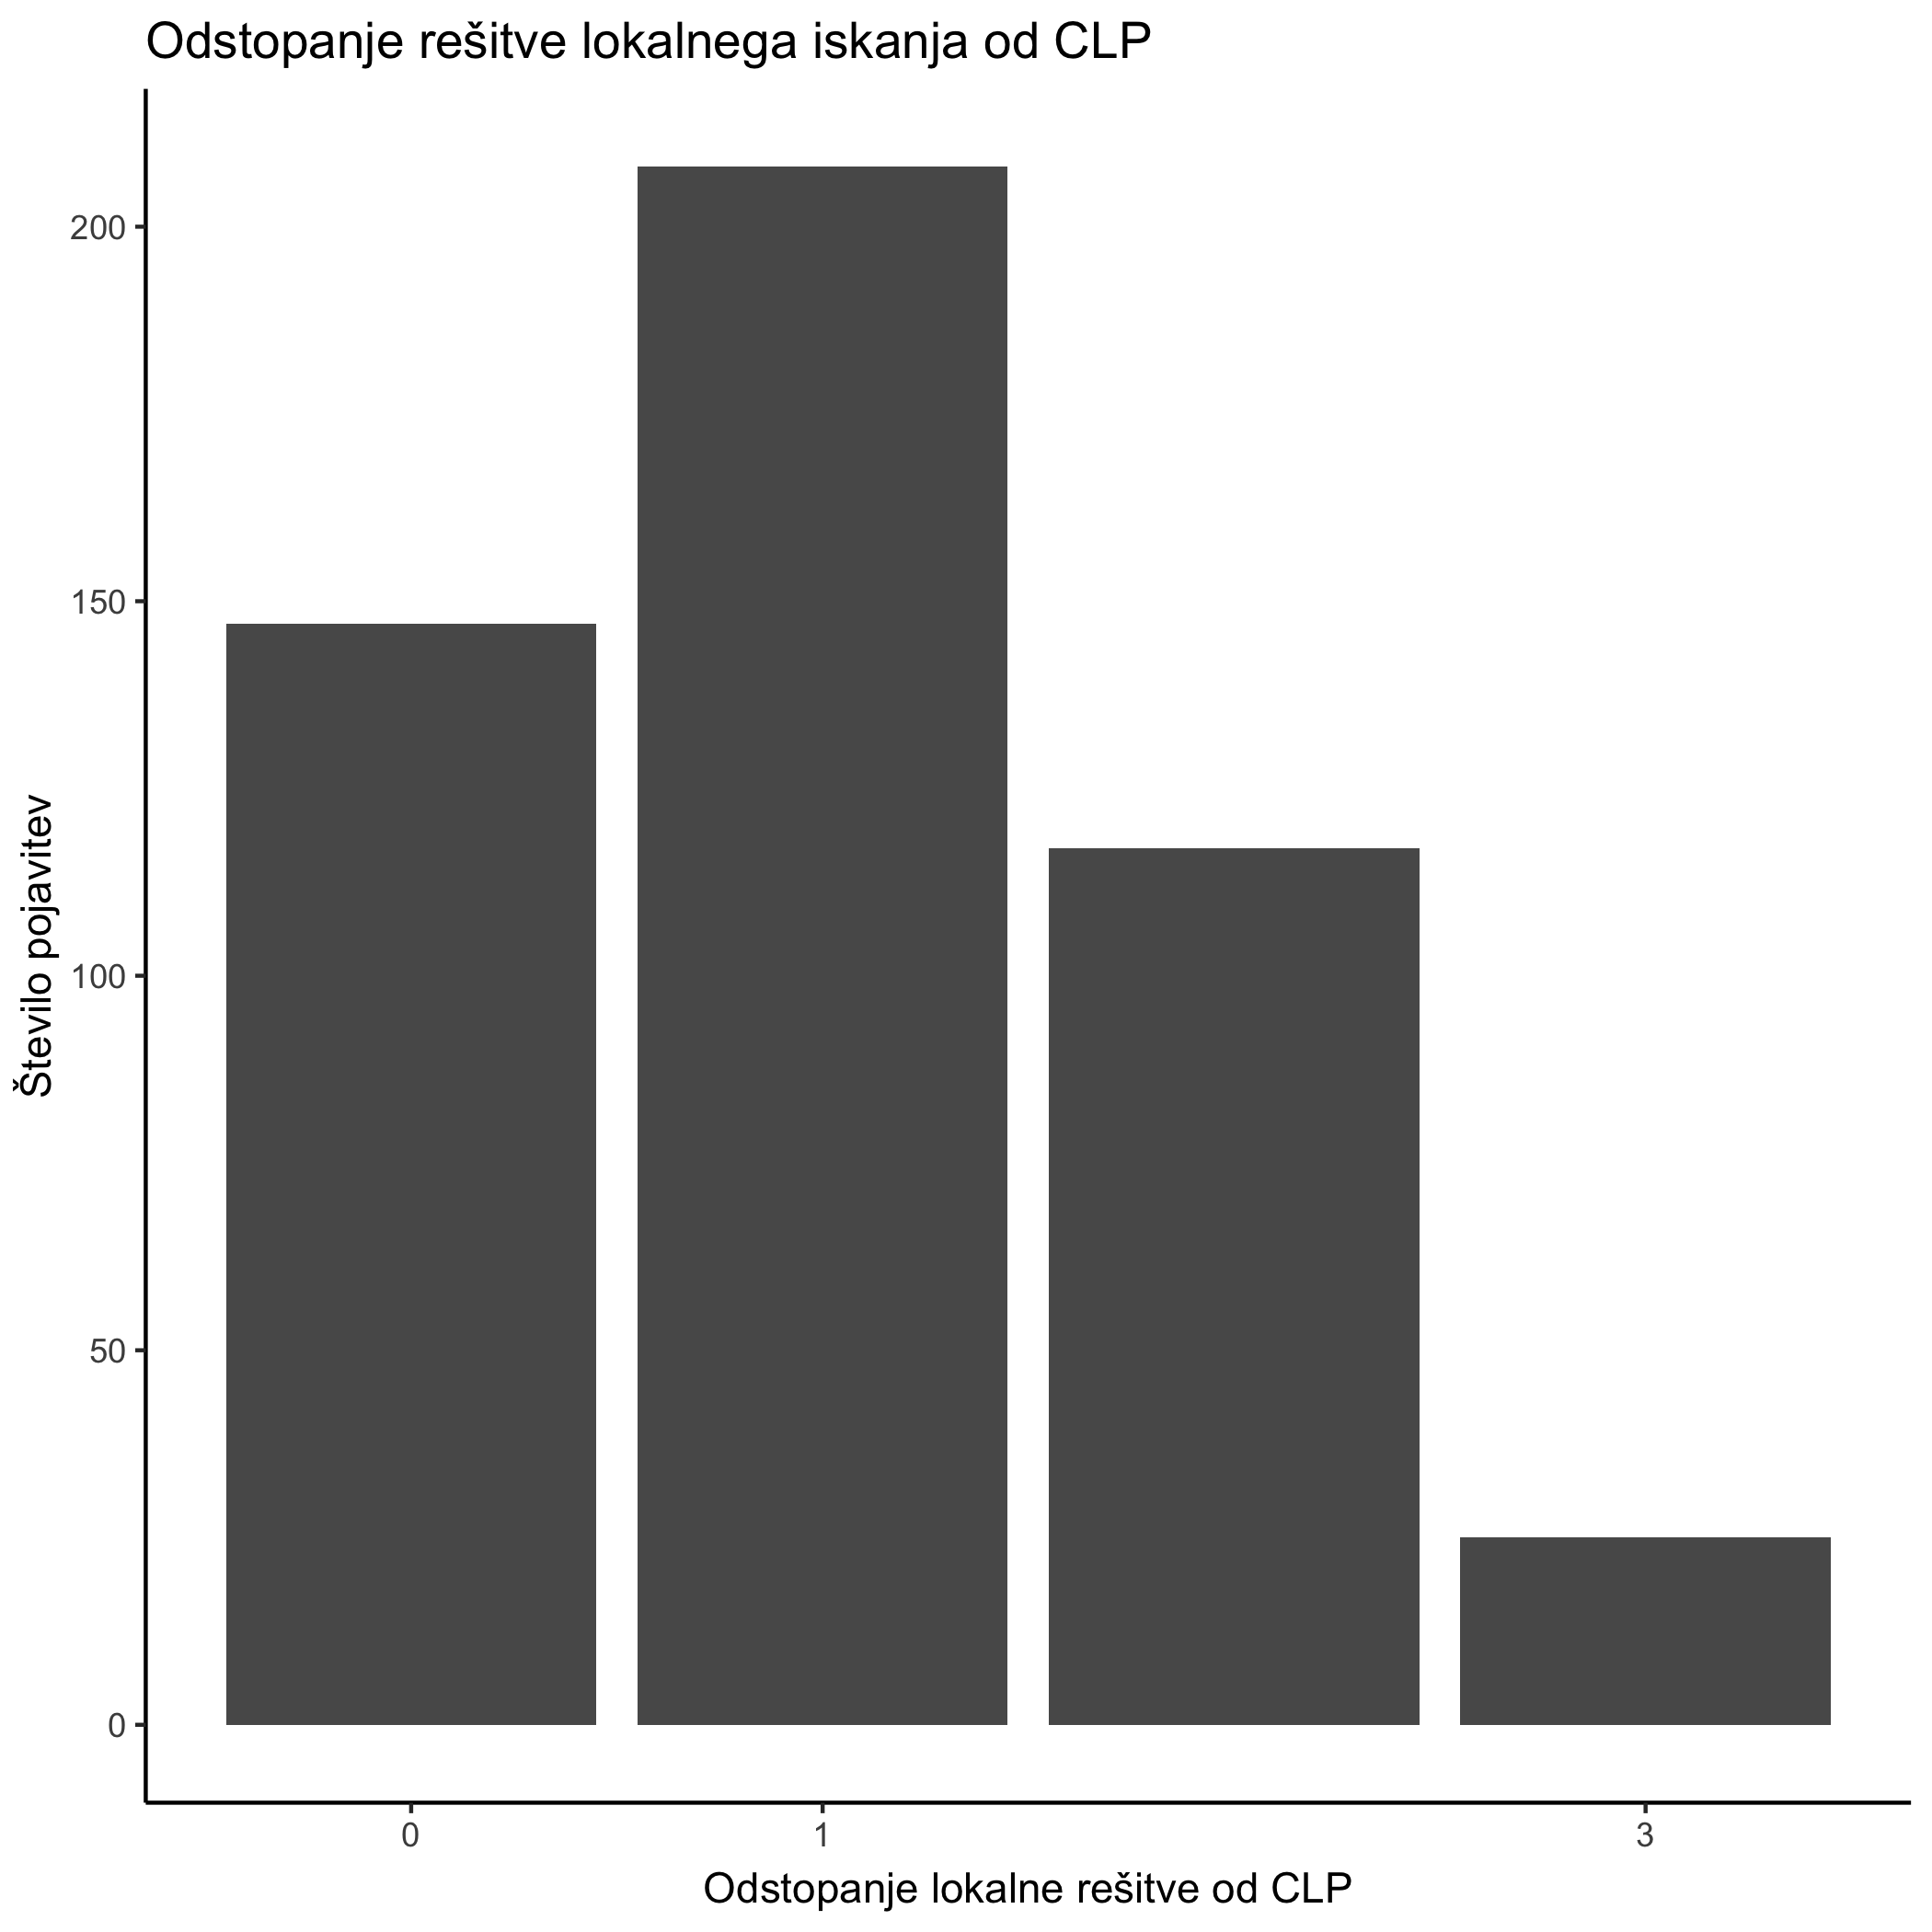 Odstopanje rešitve lokalnega iskanja od CLP
200
150
100
50
0
Število pojavitev
0
1
3
Odstopanje lokalne rešitve od CLP